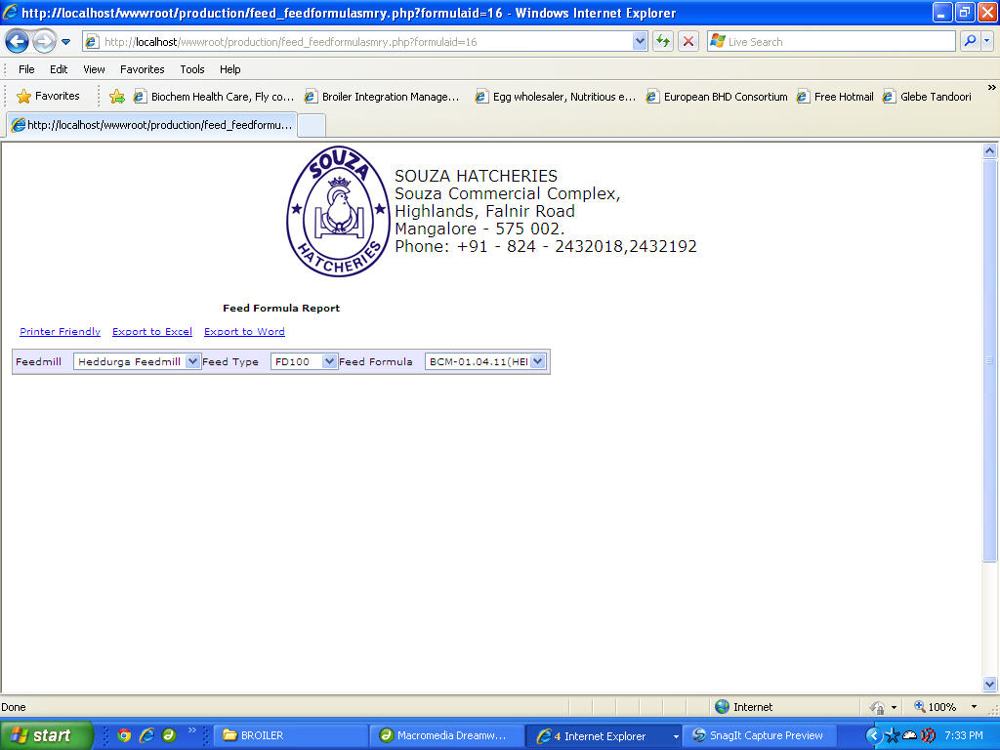 http://localhost/wwwroot/production/feed_feedformulasmry.php?formulaid=16 - Windows Internet Explorer
http://localhost/wwwroot/production/feed_feedformulasmry.php?formulaid=16
Live Search
File Edit View Favorites Tools Help
Favorites Biochem Health Care, Fly co... Broiler Integration Manage... Egg wholesaler, Nutritious e... European BHD Consortium Free Hotmail Glebe Tandoori »
http://localhost/wwwroot/production/feed_feedformu...
SOUZA
HATCHERIES
SOUZA HATCHERIES
Souza Commercial Complex,
Highlands, Falnir Road
Mangalore - 575 002.
Phone: +91 - 824 - 2432018,2432192
Feed Formula Report
Printer Friendly Export to Excel Export to Word
Feedmill Heddurga Feedmill Feed Type FD100 Feed Formula BCM-01.04.11(HEI
Done Internet 100%
start » BROILER Macromedia Dreamw... 4 Internet Explorer SnagIt Capture Preview 7:33 PM